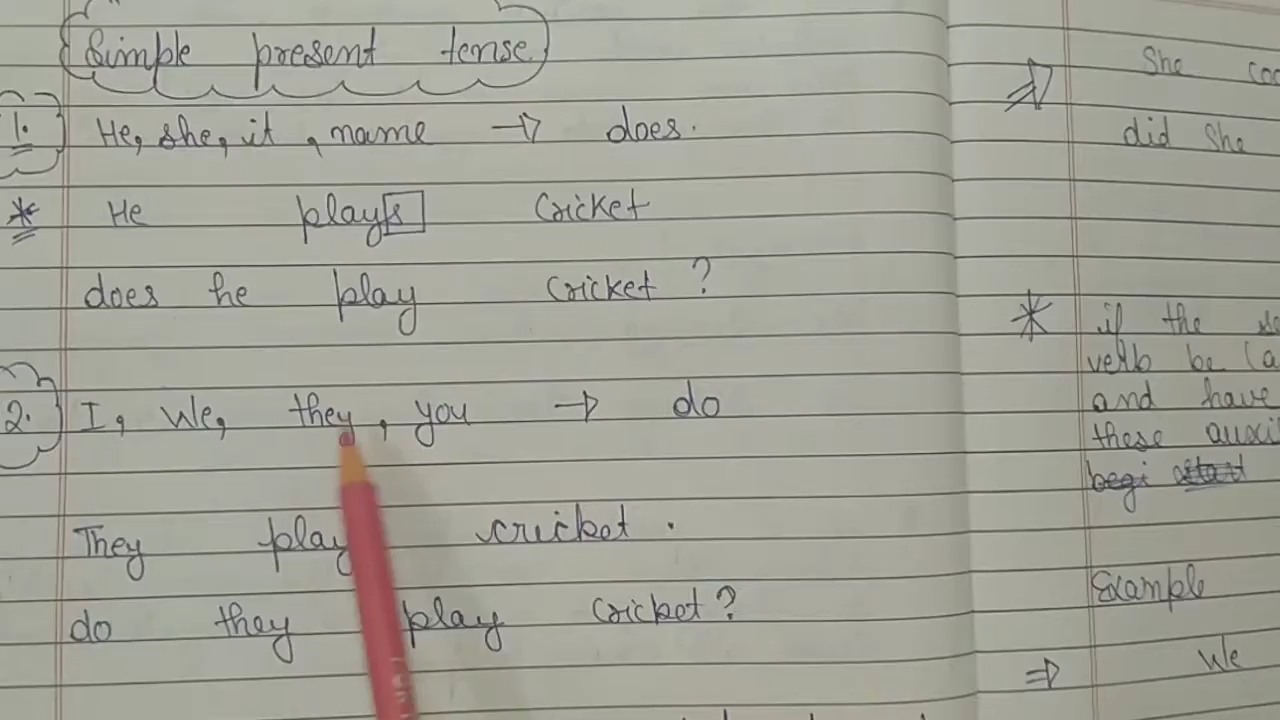 Simple present tense
1. He, she, it, name → does.
* He plays cricket
does he play cricket?
2. I, we, they, you → do
They play cricket.
do they play cricket?
⇒ She
did she
* if the
verb be (a
and have
these
begi start
Example
⇒ We